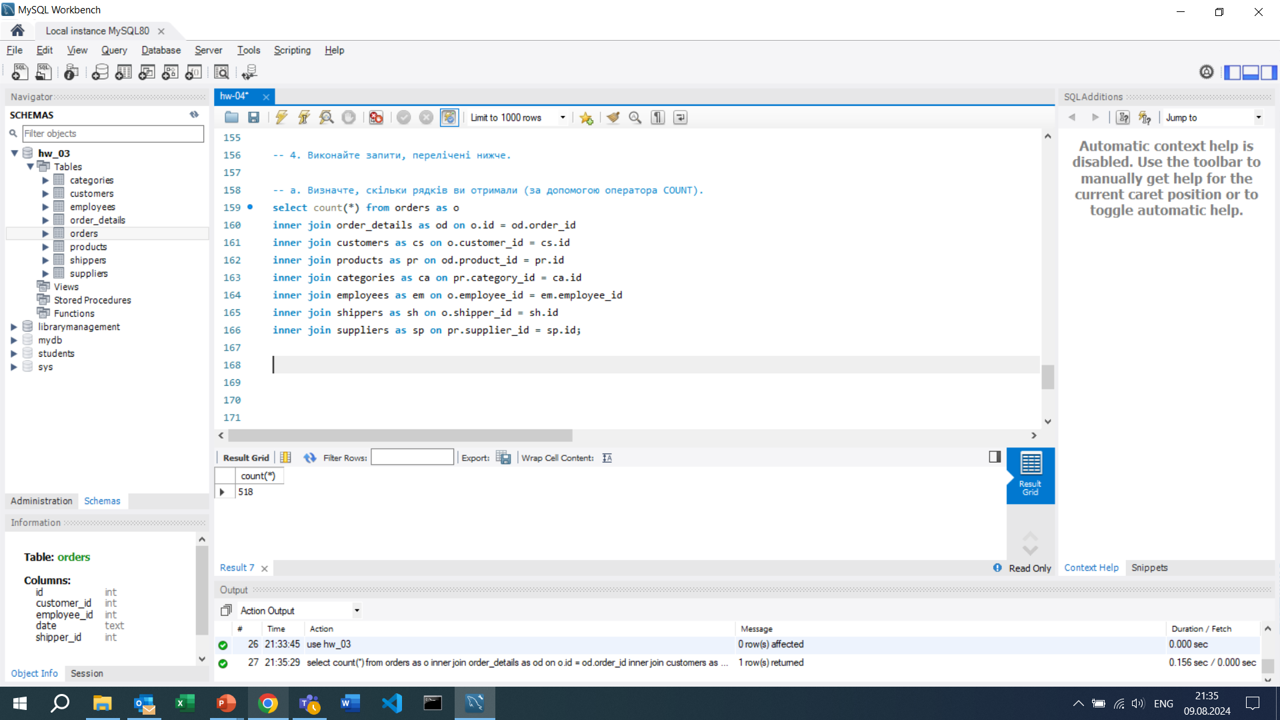 MySQL Workbench
Local instance MySQL80
File Edit View Query Database Server Tools Scripting Help
Navigator
SCHEMAS
Filter objects
hw_03
Tables
categories
customers
employees
order_details
orders
products
shippers
suppliers
Views
Stored Procedures
Functions
librarymanagement
mydb
students
sys
Administration Schemas
Information
Table: orders
Columns:
id int
customer_id int
employee_id int
date text
shipper_id int
Object Info Session
hw-04*
Limit to 1000 rows
155
156 -- 4. Виконайте запити, перелічені нижче.
157
158 -- a. Визначте, скільки рядків ви отримали (за допомогою оператора COUNT).
159 select count(*) from orders as o
160 inner join order_details as od on o.id = od.order_id
161 inner join customers as cs on o.customer_id = cs.id
162 inner join products as pr on od.product_id = pr.id
163 inner join categories as ca on pr.category_id = ca.id
164 inner join employees as em on o.employee_id = em.employee_id
165 inner join shippers as sh on o.shipper_id = sh.id
166 inner join suppliers as sp on pr.supplier_id = sp.id;
167
168
169
170
171
Result Grid Filter Rows: Export: Wrap Cell Content:
count(*)
518
Result Grid
Result 7
Read Only
Output
Action Output
# Time Action Message Duration / Fetch
26 21:33:45 use hw_03 0 row(s) affected 0.000 sec
27 21:35:29 select count(*) from orders as o inner join order_details as od on o.id = od.order_id inner join customers as ... 1 row(s) returned 0.156 sec / 0.000 sec
SQLAdditions
Jump to
Automatic context help is
disabled. Use the toolbar to
manually get help for the
current caret position or to
toggle automatic help.
Context Help Snippets
ENG
21:35
09.08.2024